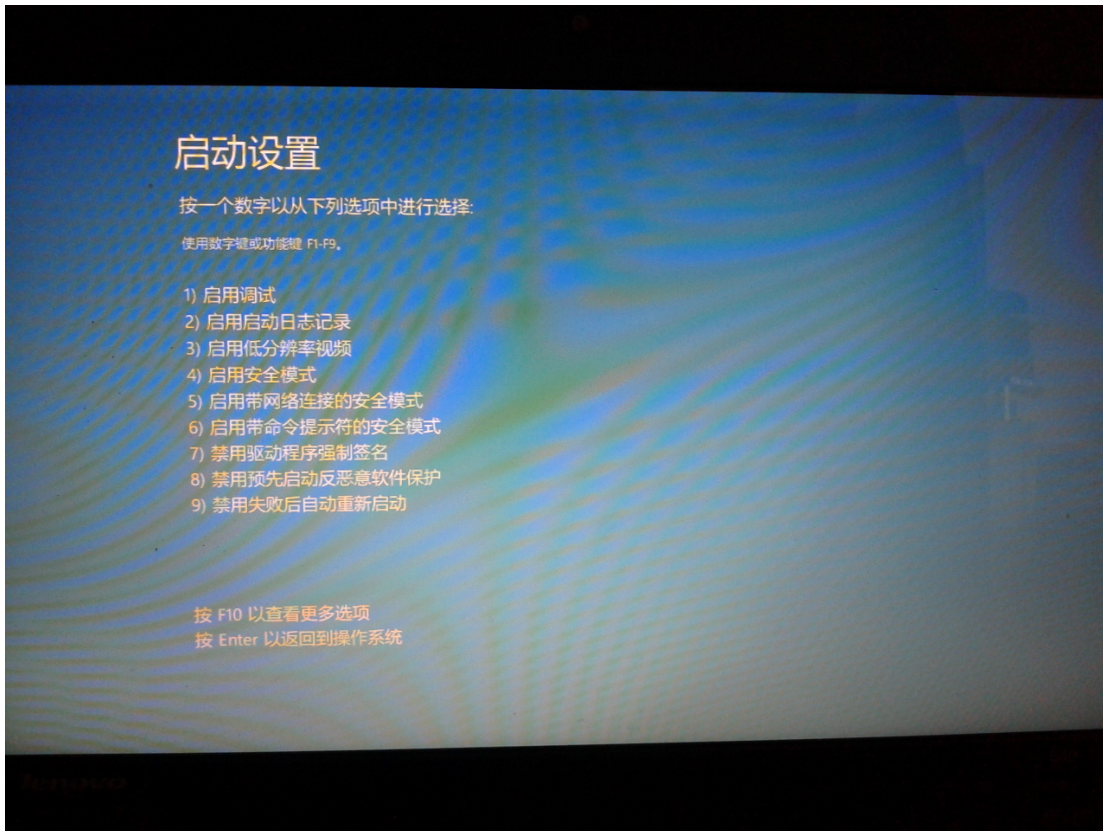 启动设置
按一个数字以从下列选项中进行选择:
使用数字键或功能键 F1-F9。
1) 启用调试
2) 启用启动日志记录
3) 启用低分辨率视频
4) 启用安全模式
5) 启用带网络连接的安全模式
6) 启用带命令提示符的安全模式
7) 禁用驱动程序强制签名
8) 禁用预先启动反恶意软件保护
9) 禁用失败后自动重新启动
按 F10 以查看更多选项
按 Enter 以返回到操作系统
lenovo